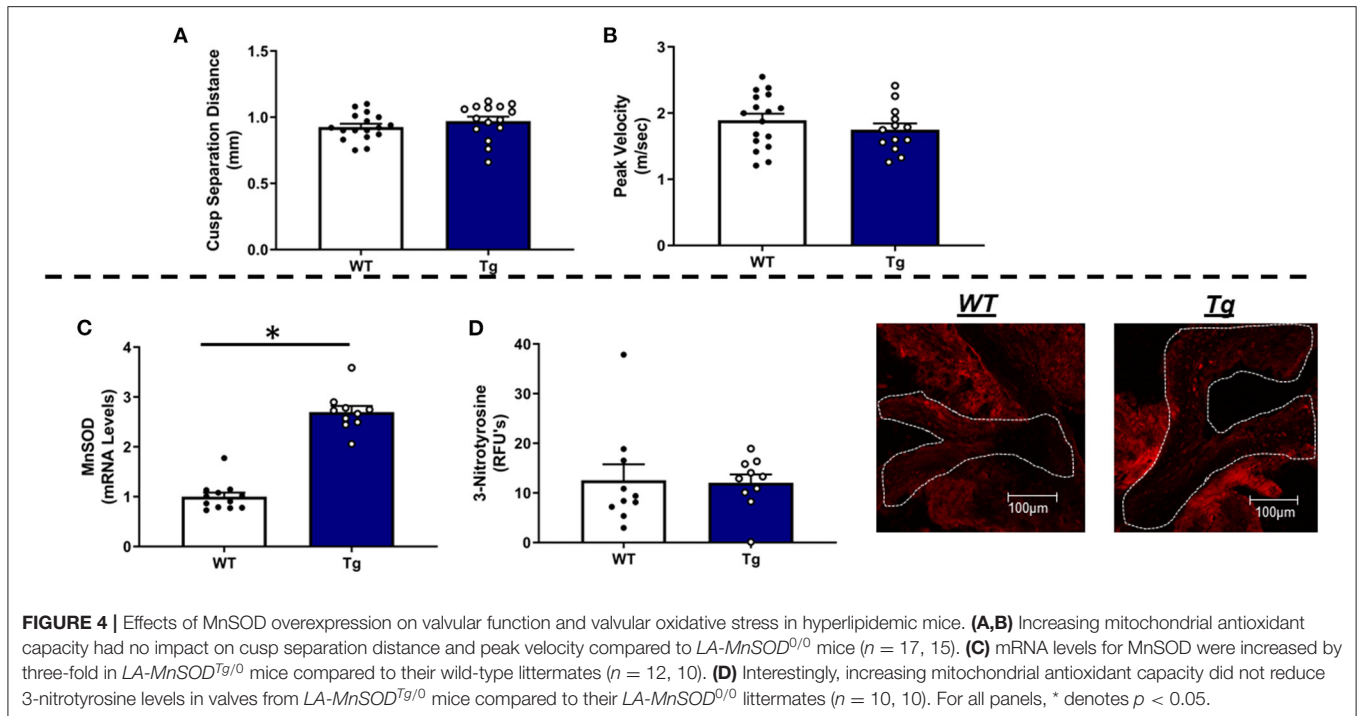 A
Cusp Separation Distance
(mm)
1.5
1.0
0.5
0.0
WT
Tg
B
Peak Velocity
(m/sec)
3
2
1
0
WT
Tg
C
MnSOD
(mRNA Levels)
4
3
2
1
0
*
WT
Tg
D
3-Nitrotyrosine
(RFU's)
40
30
20
10
0
WT
Tg
WT
100µm
Tg
100µm
FIGURE 4 | Effects of MnSOD overexpression on valvular function and valvular oxidative stress in hyperlipidemic mice. (A,B) Increasing mitochondrial antioxidant
capacity had no impact on cusp separation distance and peak velocity compared to LA-MnSOD0/0 mice (n = 17, 15). (C) mRNA levels for MnSOD were increased by
three-fold in LA-MnSODTg/0 mice compared to their wild-type littermates (n = 12, 10). (D) Interestingly, increasing mitochondrial antioxidant capacity did not reduce
3-nitrotyrosine levels in valves from LA-MnSODTg/0 mice compared to their LA-MnSOD0/0 littermates (n = 10, 10). For all panels, * denotes p < 0.05.